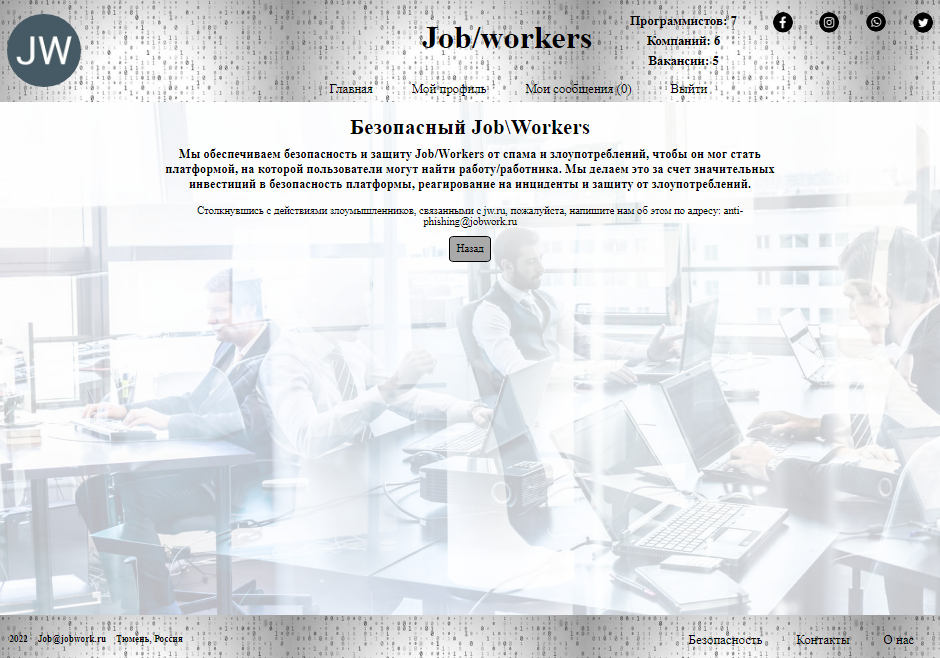 JW
Job/workers
Программистов: 7
Компаний: 6
Вакансии: 5
Главная Мой профиль Мои сообщения (0) Выйти
Безопасный Job\Workers
Мы обеспечиваем безопасность и защиту Job/Workers от спама и злоупотреблений, чтобы он мог стать
платформой, на которой пользователи могут найти работу/работника. Мы делаем это за счет значительных
инвестиций в безопасность платформы, реагирование на инциденты и защиту от злоупотреблений.
Столкнувшись с действиями злоумышленников, связанными с jw.ru, пожалуйста, напишите нам об этом по адресу: anti-
phishing@jobwork.ru
Назад
2022 Job@jobwork.ru Тюмень, Россия
Безопасность Контакты О нас